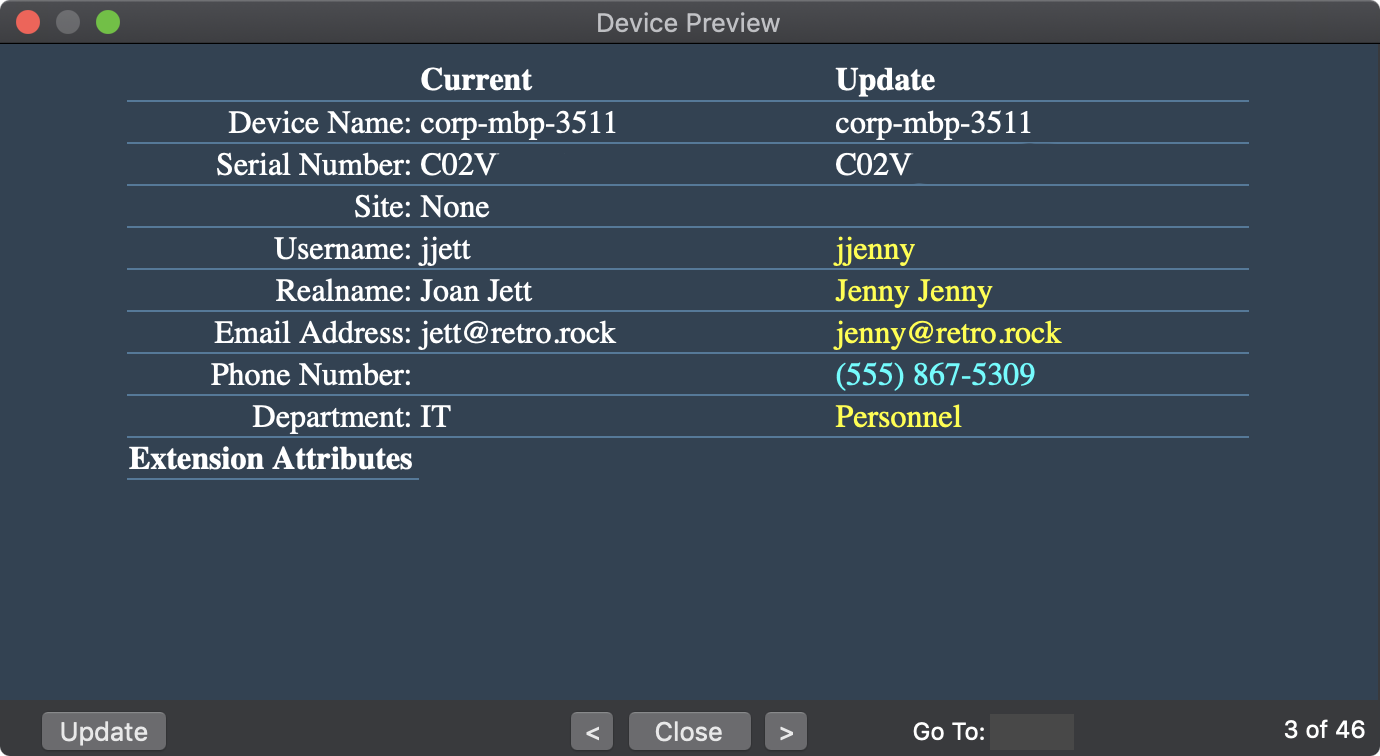 Device Preview
Current Update
Device Name: corp-mbp-3511 corp-mbp-3511
Serial Number: C02V C02V
Site: None
Username: jjett jjenny
Realname: Joan Jett Jenny Jenny
Email Address: jett@retro.rock jenny@retro.rock
Phone Number: (555) 867-5309
Department: IT Personnel
Extension Attributes
Update < Close > Go To: 3 of 46